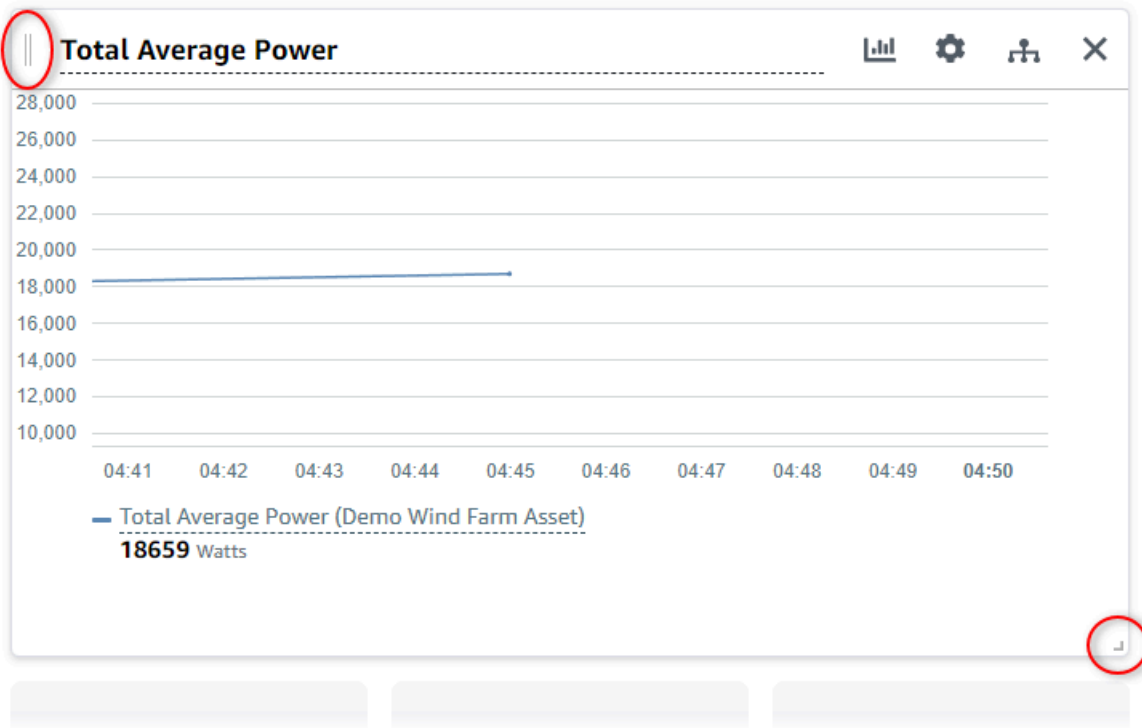 Total Average Power
28,000
26,000
24,000
22,000
20,000
18,000
16,000
14,000
12,000
10,000
04:41 04:42 04:43 04:44 04:45 04:46 04:47 04:48 04:49 04:50
Total Average Power (Demo Wind Farm Asset)
18659 Watts